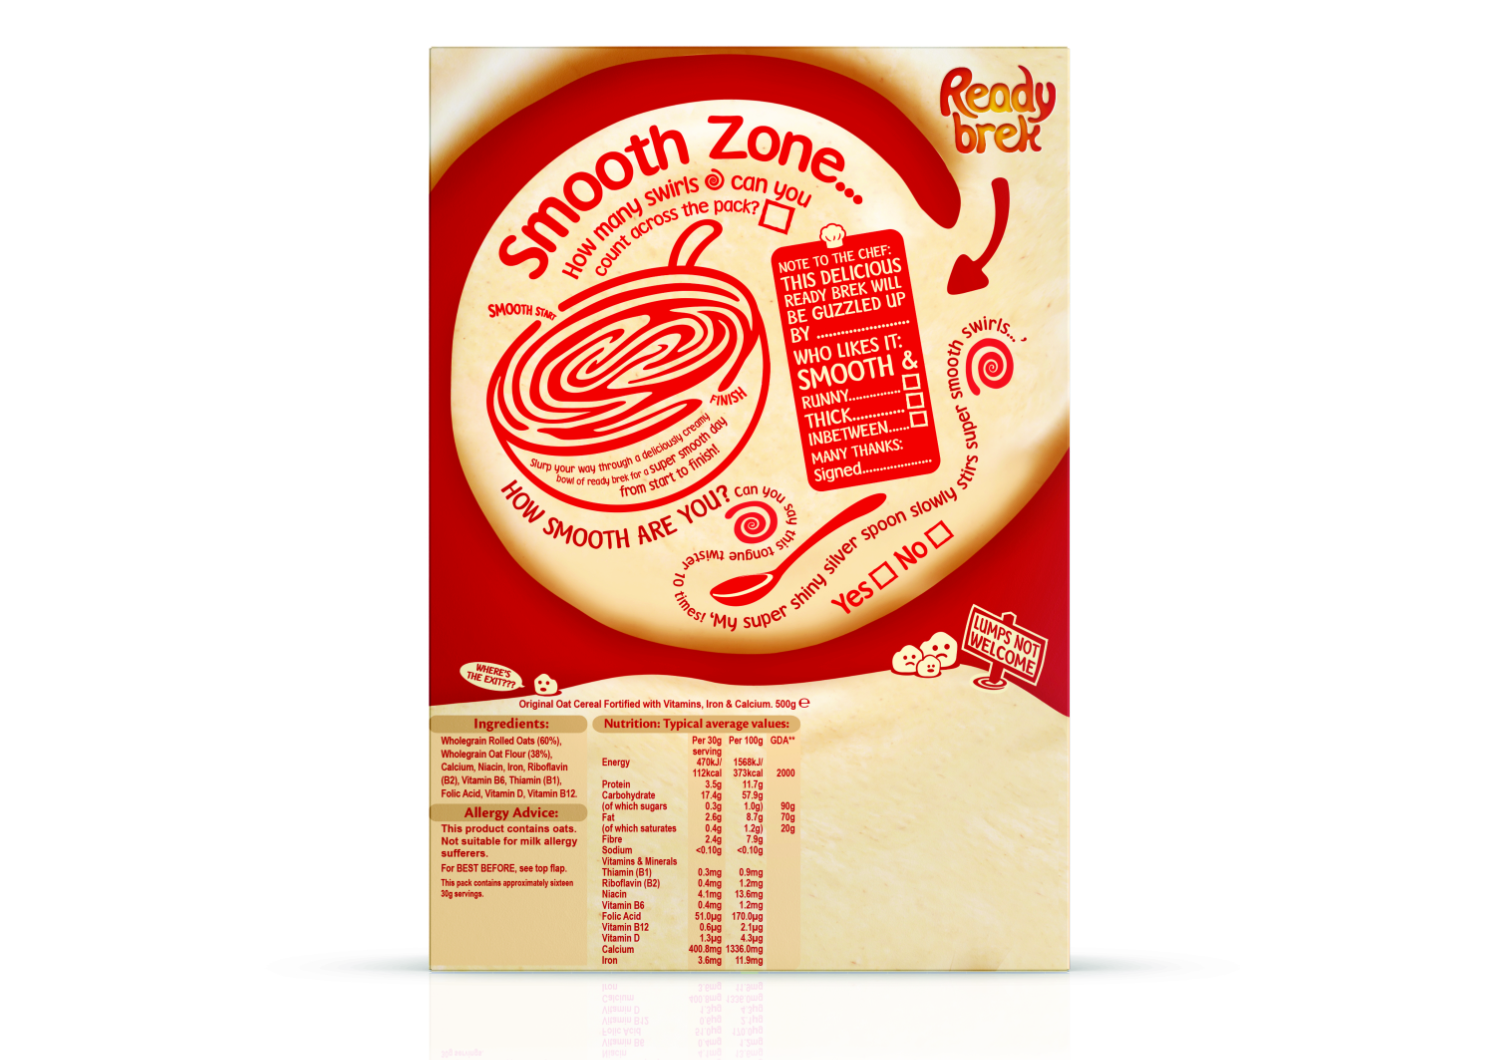 Ready
brek
Smooth Zone...
How many swirls can you
count across the pack?
SMOOTH START
FINISH
Slurp your way through a deliciously creamy
bowl of ready brek for a super smooth day
from start to finish!
NOTE TO THE CHEF:
THIS DELICIOUS
READY BREK WILL
BE GUZZLED UP
BY ........................
WHO LIKES IT:
SMOOTH &
RUNNY..............
THICK..............
INBETWEEN......
MANY THANKS:
Signed....................
HOW SMOOTH ARE YOU? Can you say this tongue twister 10 times! 'My super shiny silver spoon slowly stirs super smooth swirls...'
Yes No
LUMPS NOT
WELCOME
WHERE'S
THE EXIT???
Original Oat Cereal Fortified with Vitamins, Iron & Calcium. 500g ℮
Ingredients:
Wholegrain Rolled Oats (60%),
Wholegrain Oat Flour (38%),
Calcium, Niacin, Iron, Riboflavin
(B2), Vitamin B6, Thiamin (B1),
Folic Acid, Vitamin D, Vitamin B12.
Allergy Advice:
This product contains oats.
Not suitable for milk allergy
sufferers.
For BEST BEFORE, see top flap.
This pack contains approximately sixteen
30g servings.
Nutrition: Typical average values:
Per 30g Per 100g GDA**
serving
Energy 470kJ/ 1568kJ/
112kcal 373kcal 2000
Protein 3.5g 11.7g
Carbohydrate 17.4g 57.9g
(of which sugars 0.3g 1.0g) 90g
Fat 2.6g 8.7g 70g
(of which saturates 0.4g 1.2g) 20g
Fibre 2.4g 7.9g
Sodium <0.10g <0.10g
Vitamins & Minerals
Thiamin (B1) 0.3mg 0.9mg
Riboflavin (B2) 0.4mg 1.2mg
Niacin 4.1mg 13.6mg
Vitamin B6 0.4mg 1.2mg
Folic Acid 51.0µg 170.0µg
Vitamin B12 0.6µg 2.1µg
Vitamin D 1.3µg 4.3µg
Calcium 400.8mg 1336.0mg
Iron 3.6mg 11.9mg